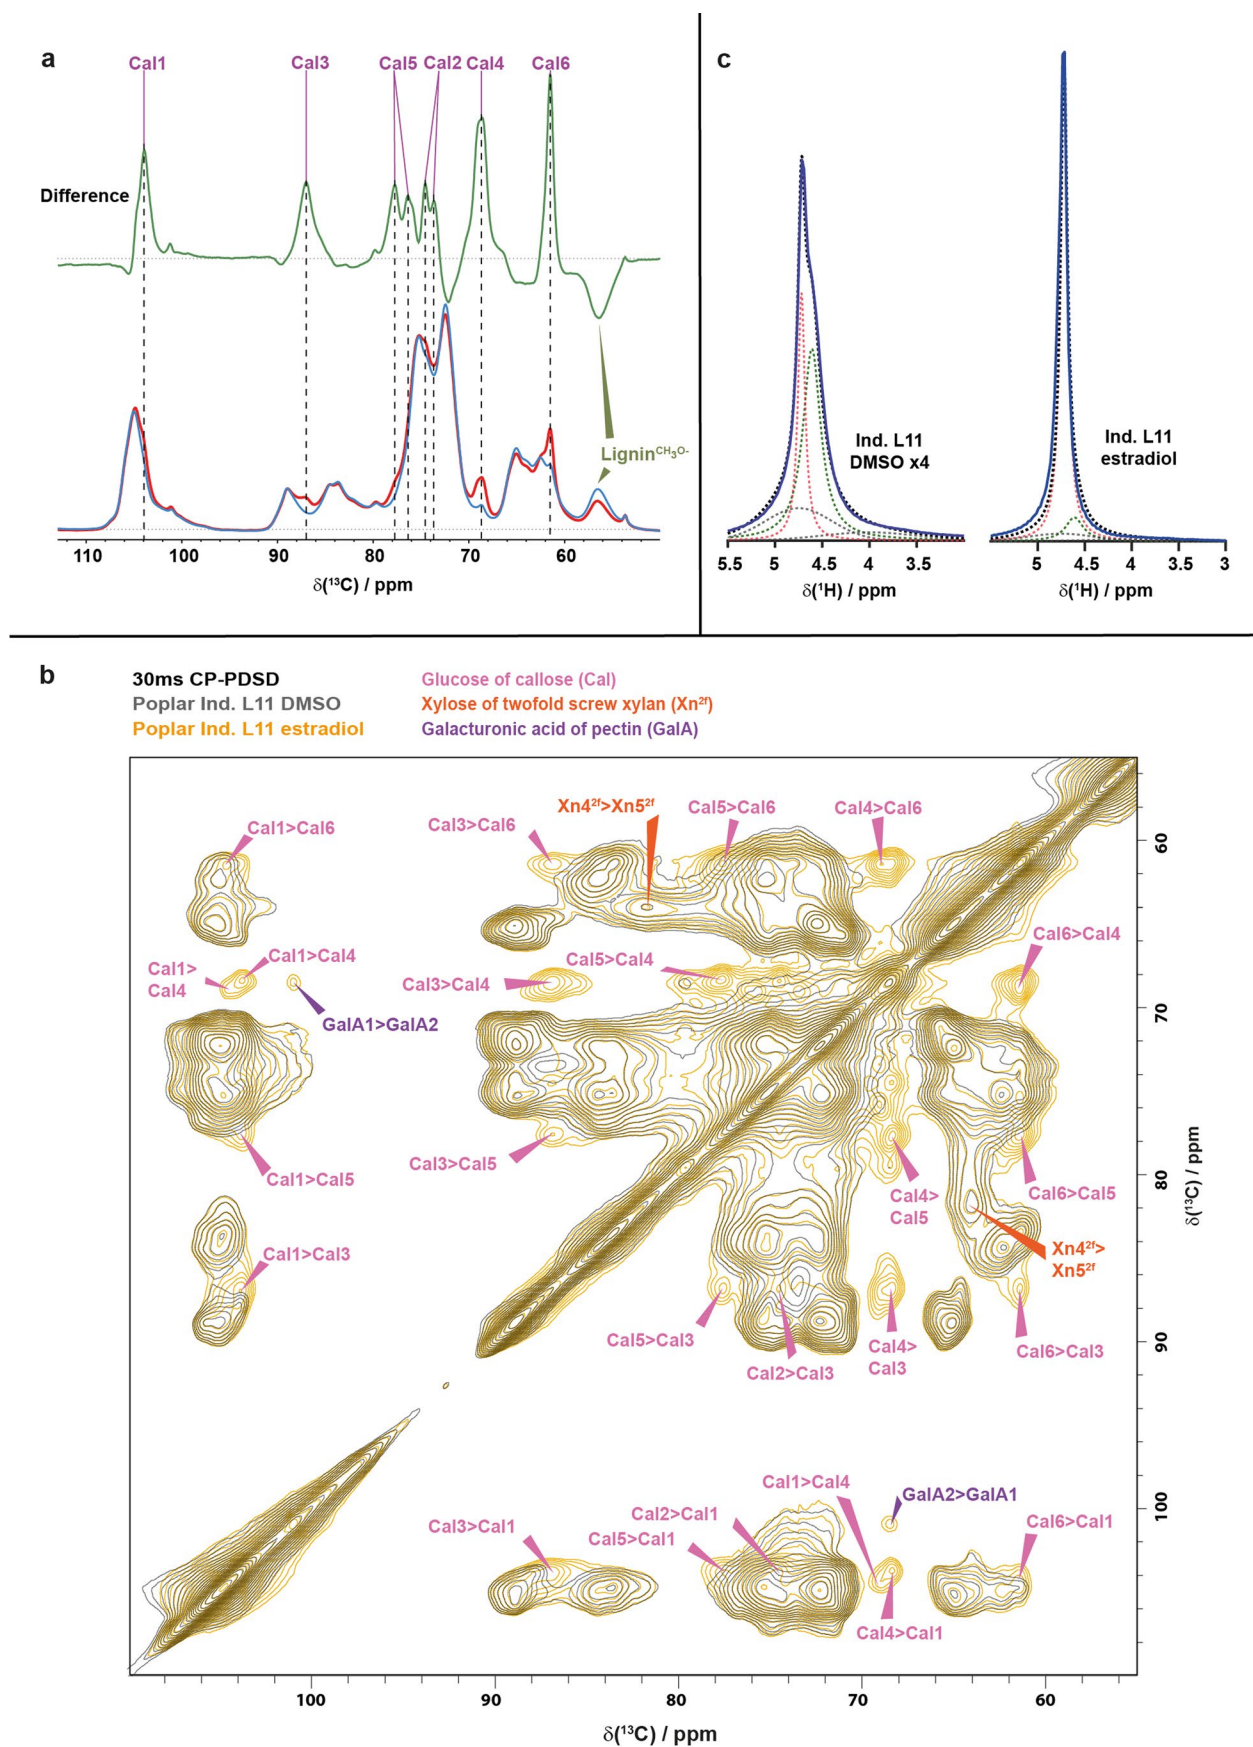 a
Cal1
Cal3
Cal5
Cal2
Cal4
Cal6
Difference
Lignin^CH₃O-
110
100
90
80
70
60
δ(¹³C) / ppm
c
Ind. L11
DMSO x4
Ind. L11
estradiol
5.5
5
4.5
4
3.5
5
4.5
4
3.5
3
δ(¹H) / ppm
δ(¹H) / ppm
b
30ms CP-PDSD
Poplar Ind. L11 DMSO
Poplar Ind. L11 estradiol
Glucose of callose (Cal)
Xylose of twofold screw xylan (Xn²ᶠ)
Galacturonic acid of pectin (GalA)
Xn4²ᶠ>Xn5²ᶠ
Cal5>Cal6
Cal4>Cal6
Cal1>Cal6
Cal3>Cal6
Cal6>Cal4
Cal1>
Cal4
Cal1>Cal4
Cal5>Cal4
Cal3>Cal4
GalA1>GalA2
Cal3>Cal5
Cal1>Cal5
Cal4>
Cal5
Cal6>Cal5
Cal1>Cal3
Xn4²ᶠ>
Xn5²ᶠ
Cal5>Cal3
Cal2>Cal3
Cal4>
Cal3
Cal6>Cal3
Cal1>Cal4
GalA2>GalA1
Cal2>Cal1
Cal3>Cal1
Cal5>Cal1
Cal6>Cal1
Cal4>Cal1
60
70
80
90
100
δ(¹³C) / ppm
100
90
80
70
60
δ(¹³C) / ppm